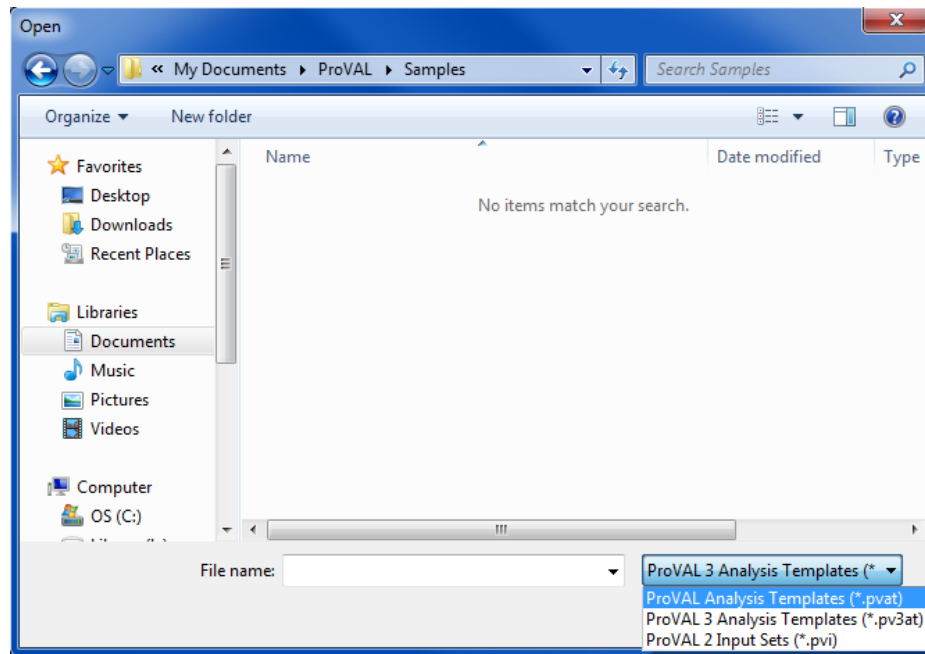 Open
« My Documents ▸ ProVAL ▸ Samples
Search Samples
Organize
New folder
Name
Date modified
Type
No items match your search.
Favorites
Desktop
Downloads
Recent Places
Libraries
Documents
Music
Pictures
Videos
Computer
OS (C:)
File name:
ProVAL 3 Analysis Templates (*
ProVAL Analysis Templates (*.pvat)
ProVAL 3 Analysis Templates (*.pv3at)
ProVAL 2 Input Sets (*.pvi)